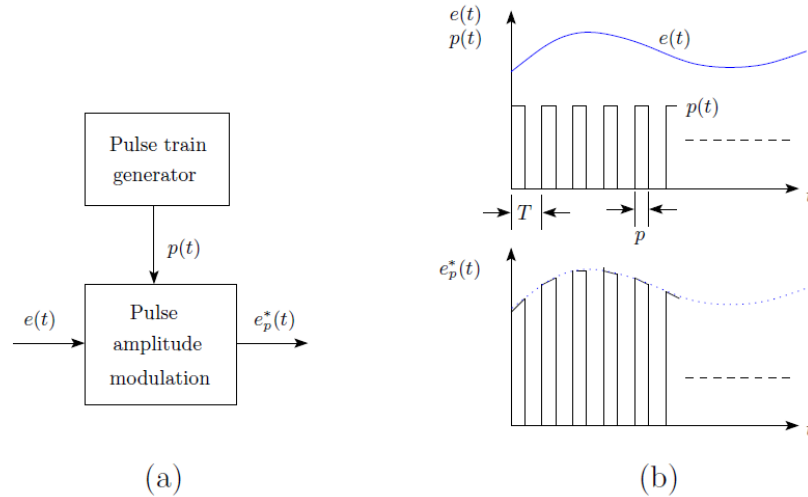 Pulse train
generator
p(t)
e(t)
Pulse
amplitude
modulation
e*p(t)
(a)
e(t)
p(t)
e(t)
p(t)
T
p
e*p(t)
(b)